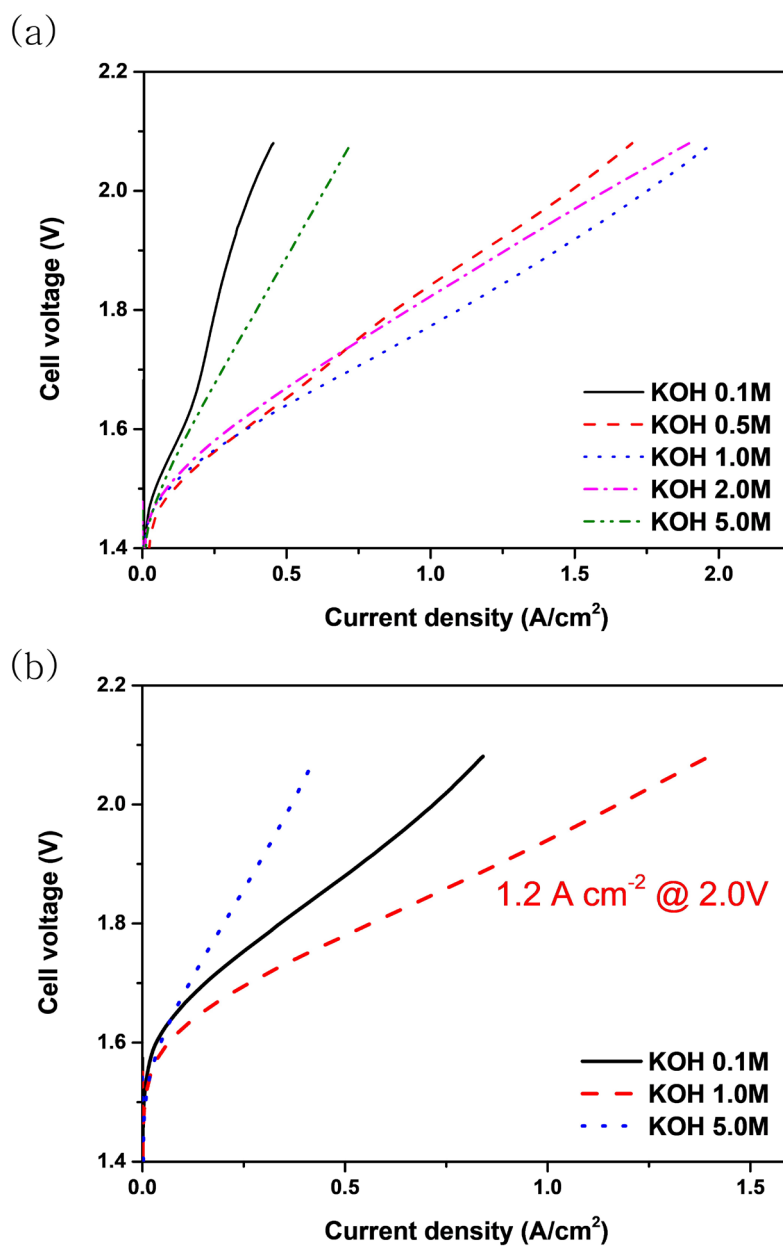 (a)
2.2
2.0
1.8
1.6
1.4
Cell voltage (V)
KOH 0.1M
KOH 0.5M
KOH 1.0M
KOH 2.0M
KOH 5.0M
0.0 0.5 1.0 1.5 2.0
Current density (A/cm²)
(b)
2.2
2.0
1.8
1.6
1.4
Cell voltage (V)
1.2 A cm⁻² @ 2.0V
KOH 0.1M
KOH 1.0M
KOH 5.0M
0.0 0.5 1.0 1.5
Current density (A/cm²)